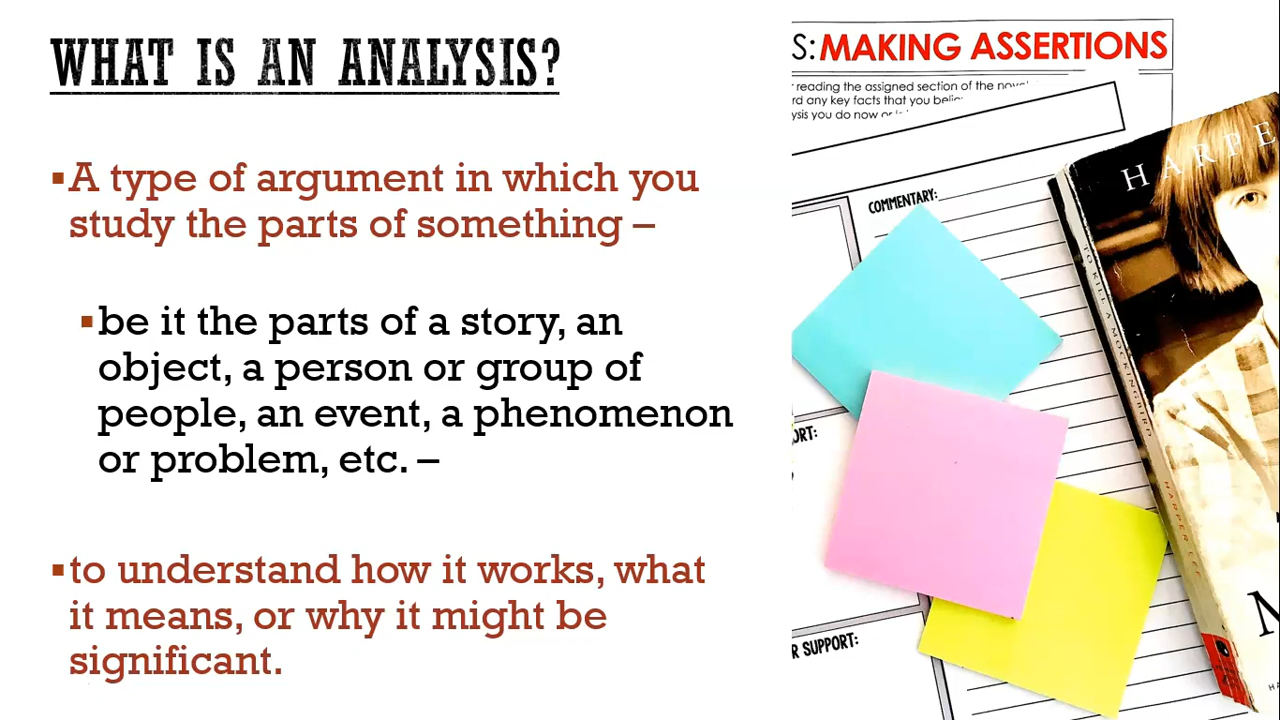 WHAT IS AN ANALYSIS?
▪A type of argument in which you
study the parts of something –
▪be it the parts of a story, an
object, a person or group of
people, an event, a phenomenon
or problem, etc. –
▪to understand how it works, what
it means, or why it might be
significant.
S: MAKING ASSERTIONS
reading the assigned section of the
any key facts that you
you do now
COMMENTARY:
HARPE
TO KILL A MOCKINGBIRD
HARPER LEE
ORT:
R SUPPORT:
M
HA